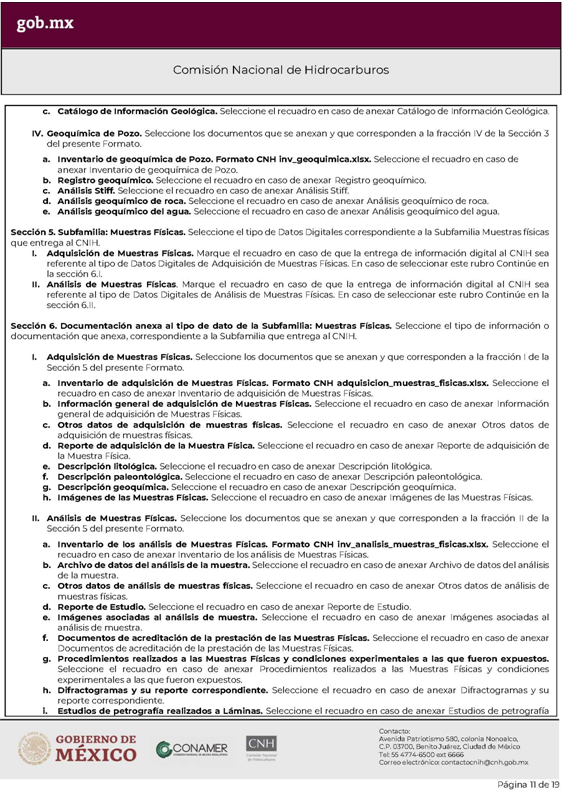 gob.mx
Comisión Nacional de Hidrocarburos
c. Catálogo de Información Geológica. Seleccione el recuadro en caso de anexar Catálogo de Información Geológica.
IV. Geoquímica de Pozo. Seleccione los documentos que se anexan y que corresponden a la fracción IV de la Sección 3
del presente Formato.
a. Inventario de geoquímica de Pozo. Formato CNH inv_geoquimica.xlsx. Seleccione el recuadro en caso de
anexar Inventario de geoquímica de Pozo.
b. Registro geoquímico. Seleccione el recuadro en caso de anexar Registro geoquímico.
c. Análisis Stiff. Seleccione el recuadro en caso de anexar Análisis Stiff.
d. Análisis geoquímico de roca. Seleccione el recuadro en caso de anexar Análisis geoquímico de roca.
e. Análisis geoquímico del agua. Seleccione el recuadro en caso de anexar Análisis geoquímico del agua.
Sección 5. Subfamilia: Muestras Físicas. Seleccione el tipo de Datos Digitales correspondiente a la Subfamilia Muestras físicas
que entrega al CNIH.
I. Adquisición de Muestras Físicas. Marque el recuadro en caso de que la entrega de información digital al CNIH sea
referente al tipo de Datos Digitales de Adquisición de Muestras Físicas. En caso de seleccionar este rubro Continúe en
la sección 6.I.
II. Análisis de Muestras Físicas. Marque el recuadro en caso de que la entrega de información digital al CNIH sea
referente al tipo de Datos Digitales de Análisis de Muestras Físicas. En caso de seleccionar este rubro Continúe en la
sección 6.II.
Sección 6. Documentación anexa al tipo de dato de la Subfamilia: Muestras Físicas. Seleccione el tipo de información o
documentación que anexa, correspondiente a la Subfamilia que entrega al CNIH.
I. Adquisición de Muestras Físicas. Seleccione los documentos que se anexan y que corresponden a la fracción I de la
Sección 5 del presente Formato.
a. Inventario de adquisición de Muestras Físicas. Formato CNH adquisicion_muestras_fisicas.xlsx. Seleccione el
recuadro en caso de anexar Inventario de adquisición de Muestras Físicas.
b. Información general de adquisición de Muestras Físicas. Seleccione el recuadro en caso de anexar Información
general de adquisición de Muestras Físicas.
c. Otros datos de adquisición de muestras físicas. Seleccione el recuadro en caso de anexar Otros datos de
adquisición de muestras físicas.
d. Reporte de adquisición de la Muestra Física. Seleccione el recuadro en caso de anexar Reporte de adquisición de
la Muestra Física.
e. Descripción litológica. Seleccione el recuadro en caso de anexar Descripción litológica.
f. Descripción paleontológica. Seleccione el recuadro en caso de anexar Descripción paleontológica.
g. Descripción geoquímica. Seleccione el recuadro en caso de anexar Descripción geoquímica.
h. Imágenes de las Muestras Físicas. Seleccione el recuadro en caso de anexar Imágenes de las Muestras Físicas.
II. Análisis de Muestras Físicas. Seleccione los documentos que se anexan y que corresponden a la fracción II de la
Sección 5 del presente Formato.
a. Inventario de los análisis de Muestras Físicas. Formato CNH inv_analisis_muestras_fisicas.xlsx. Seleccione el
recuadro en caso de anexar Inventario de los análisis de Muestras Físicas.
b. Archivo de datos del análisis de la muestra. Seleccione el recuadro en caso de anexar Archivo de datos del análisis
de la muestra.
c. Otros datos de análisis de muestras físicas. Seleccione el recuadro en caso de anexar Otros datos de análisis de
muestras físicas.
d. Reporte de Estudio. Seleccione el recuadro en caso de anexar Reporte de Estudio.
e. Imágenes asociadas al análisis de muestra. Seleccione el recuadro en caso de anexar Imágenes asociadas al
análisis de muestra.
f. Documentos de acreditación de la prestación de las Muestras Físicas. Seleccione el recuadro en caso de anexar
Documentos de acreditación de la prestación de las Muestras Físicas.
g. Procedimientos realizados a las Muestras Físicas y condiciones experimentales a las que fueron expuestos.
Seleccione el recuadro en caso de anexar Procedimientos realizados a las Muestras Físicas y condiciones
experimentales a las que fueron expuestos.
h. Difractogramas y su reporte correspondiente. Seleccione el recuadro en caso de anexar Difractogramas y su
reporte correspondiente.
i. Estudios de petrografía realizados a Láminas. Seleccione el recuadro en caso de anexar Estudios de petrografía
GOBIERNO DE
MÉXICO
CONAMER
CNH
Comisión Nacional
de Hidrocarburos
Contacto:
Avenida Patriotismo 580, colonia Nonoalco,
C.P. 03700, Benito Juárez, Ciudad de México
Tel: 55 4774-6500 ext 6666
Correo electrónico: contactocnih@cnh.gob.mx
Página 11 de 19